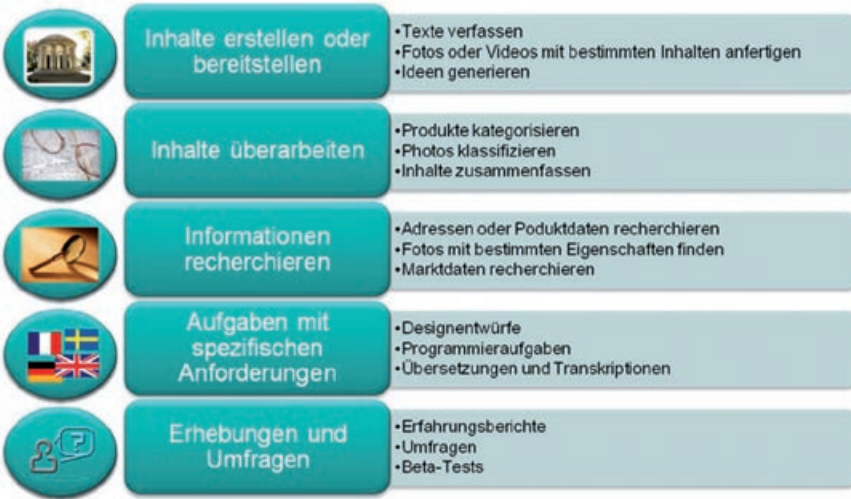 Inhalte erstellen oder
bereitstellen
•Texte verfassen
•Fotos oder Videos mit bestimmten Inhalten anfertigen
•Ideen generieren
Inhalte überarbeiten
•Produkte kategorisieren
•Photos klassifizieren
•Inhalte zusammenfassen
Informationen
recherchieren
•Adressen oder Poduktdaten recherchieren
•Fotos mit bestimmten Eigenschaften finden
•Marktdaten recherchieren
Aufgaben mit
spezifischen
Anforderungen
•Designentwürfe
•Programmieraufgaben
•Übersetzungen und Transkriptionen
?
Erhebungen und
Umfragen
•Erfahrungsberichte
•Umfragen
•Beta-Tests